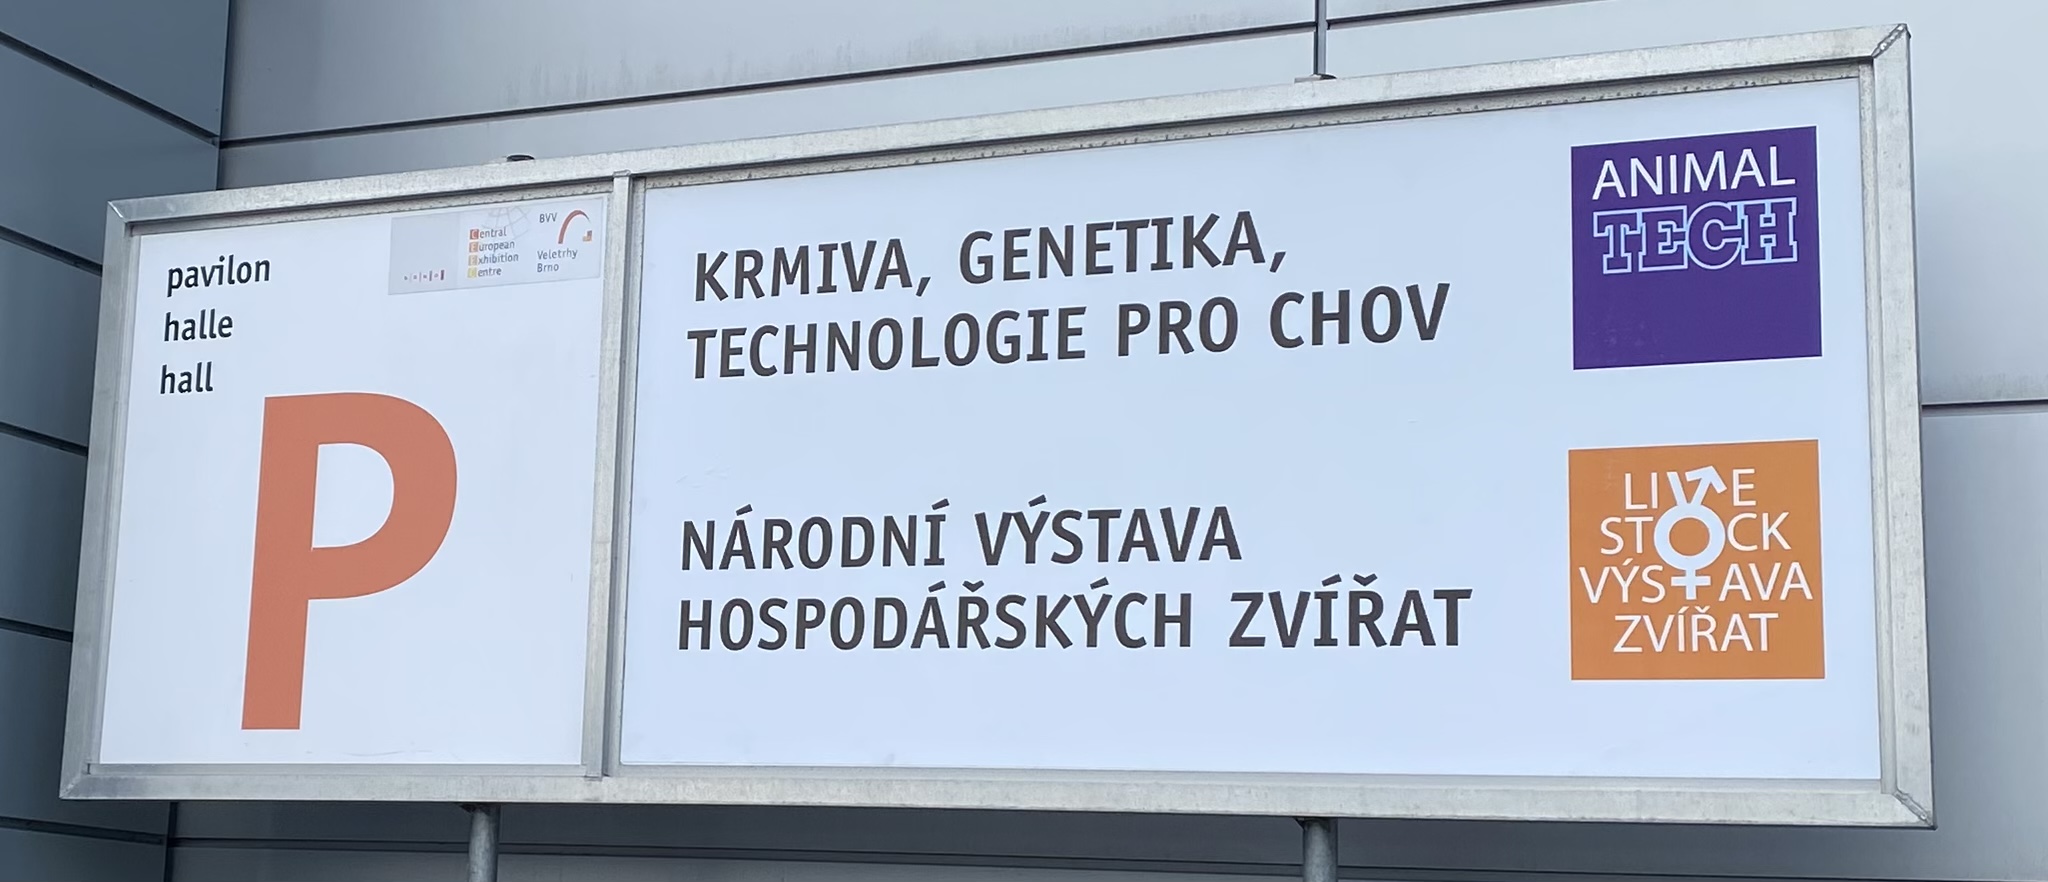 pavilon
halle
hall
P
Central
European
Exhibition
Centre
BVV
Veletrhy
Brno
KRMIVA, GENETIKA,
TECHNOLOGIE PRO CHOV
NÁRODNÍ VÝSTAVA
HOSPODÁŘSKÝCH ZVÍŘAT
ANIMAL
TECH
LIVE
STOCK
VÝSTAVA
ZVÍŘAT